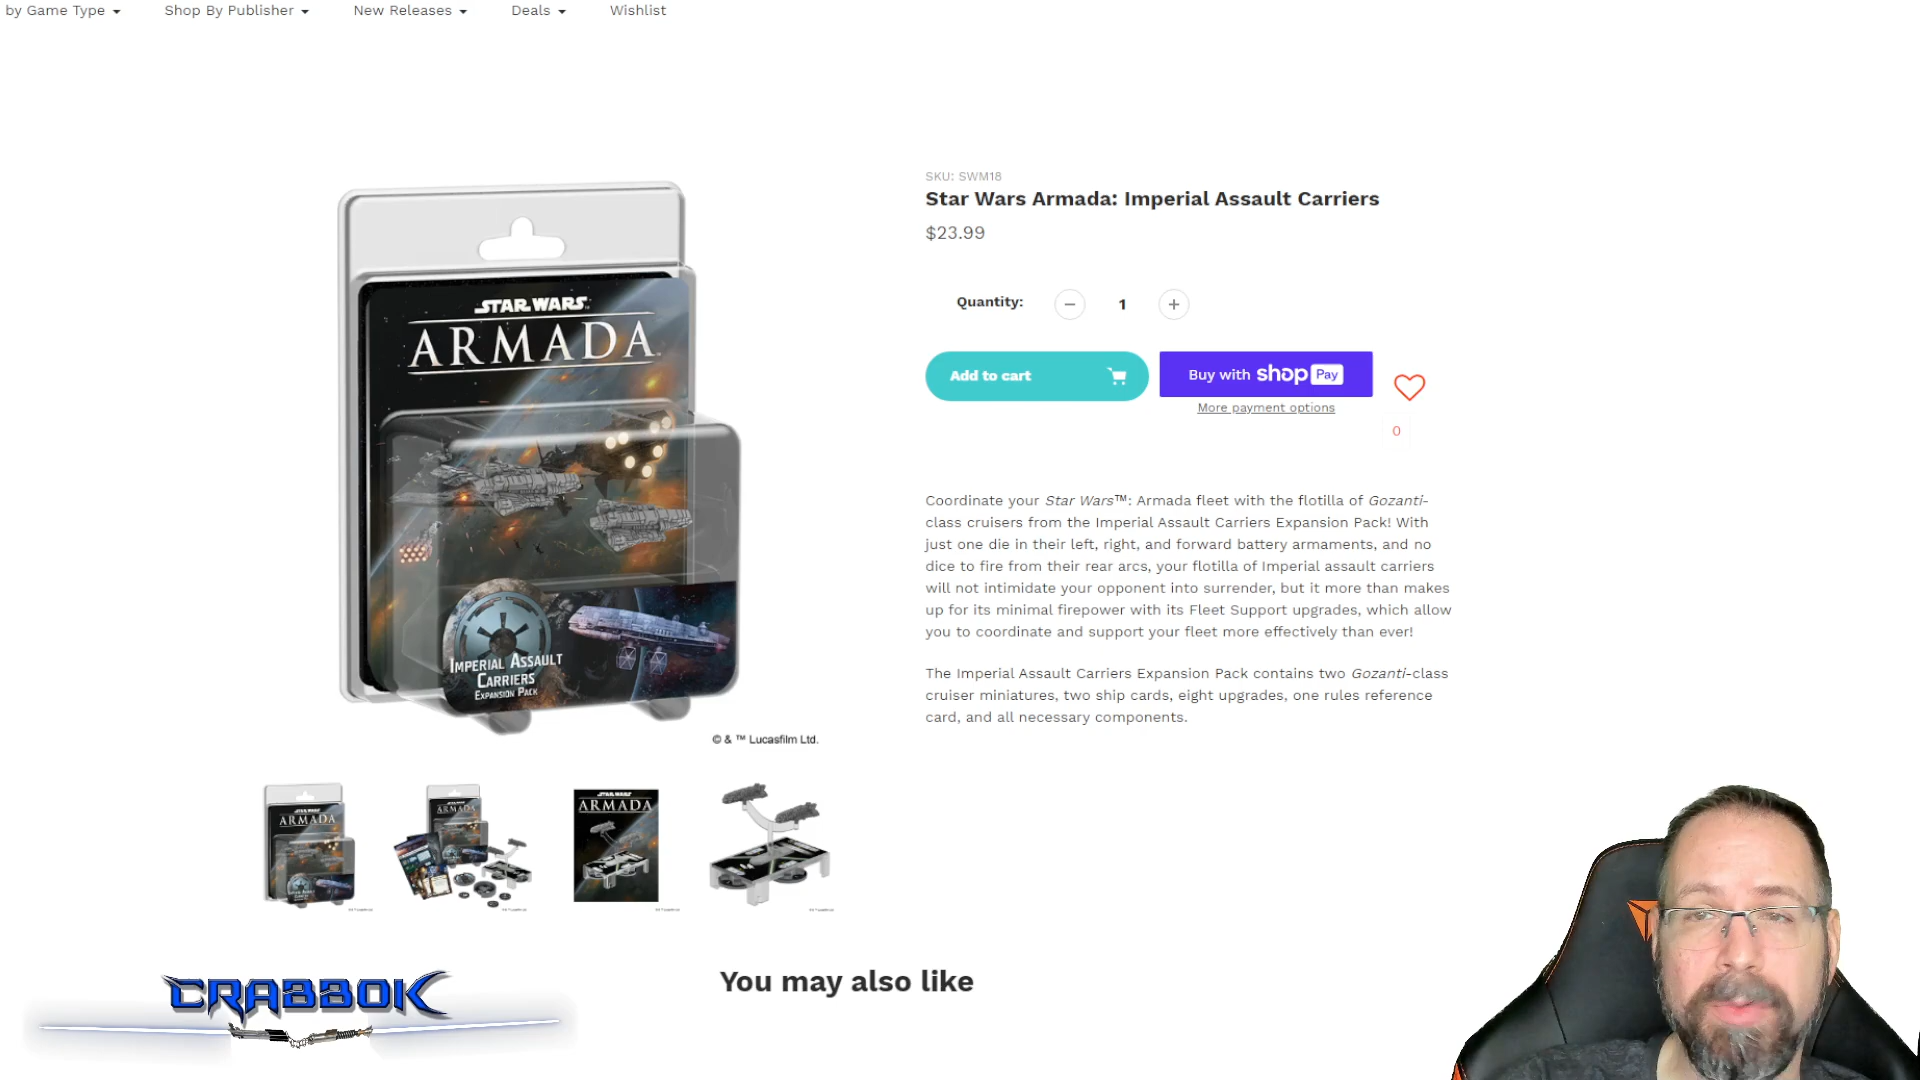 by Game Type
Shop By Publisher
New Releases
Deals
Wishlist
SKU: SWM18
Star Wars Armada: Imperial Assault Carriers
$23.99
Quantity:
1
Add to cart
Buy with shop Pay
More payment options
0
Coordinate your Star Wars™: Armada fleet with the flotilla of Gozanti-
class cruisers from the Imperial Assault Carriers Expansion Pack! With
just one die in their left, right, and forward battery armaments, and no
dice to fire from their rear arcs, your flotilla of Imperial assault carriers
will not intimidate your opponent into surrender, but it more than makes
up for its minimal firepower with its Fleet Support upgrades, which allow
you to coordinate and support your fleet more effectively than ever!
The Imperial Assault Carriers Expansion Pack contains two Gozanti-class
cruiser miniatures, two ship cards, eight upgrades, one rules reference
card, and all necessary components.
STAR WARS
ARMADA
IMPERIAL ASSAULT
CARRIERS
EXPANSION PACK
© & ™ Lucasfilm Ltd.
ARMADA
ARMADA
ARMADA
You may also like
CRABBOK